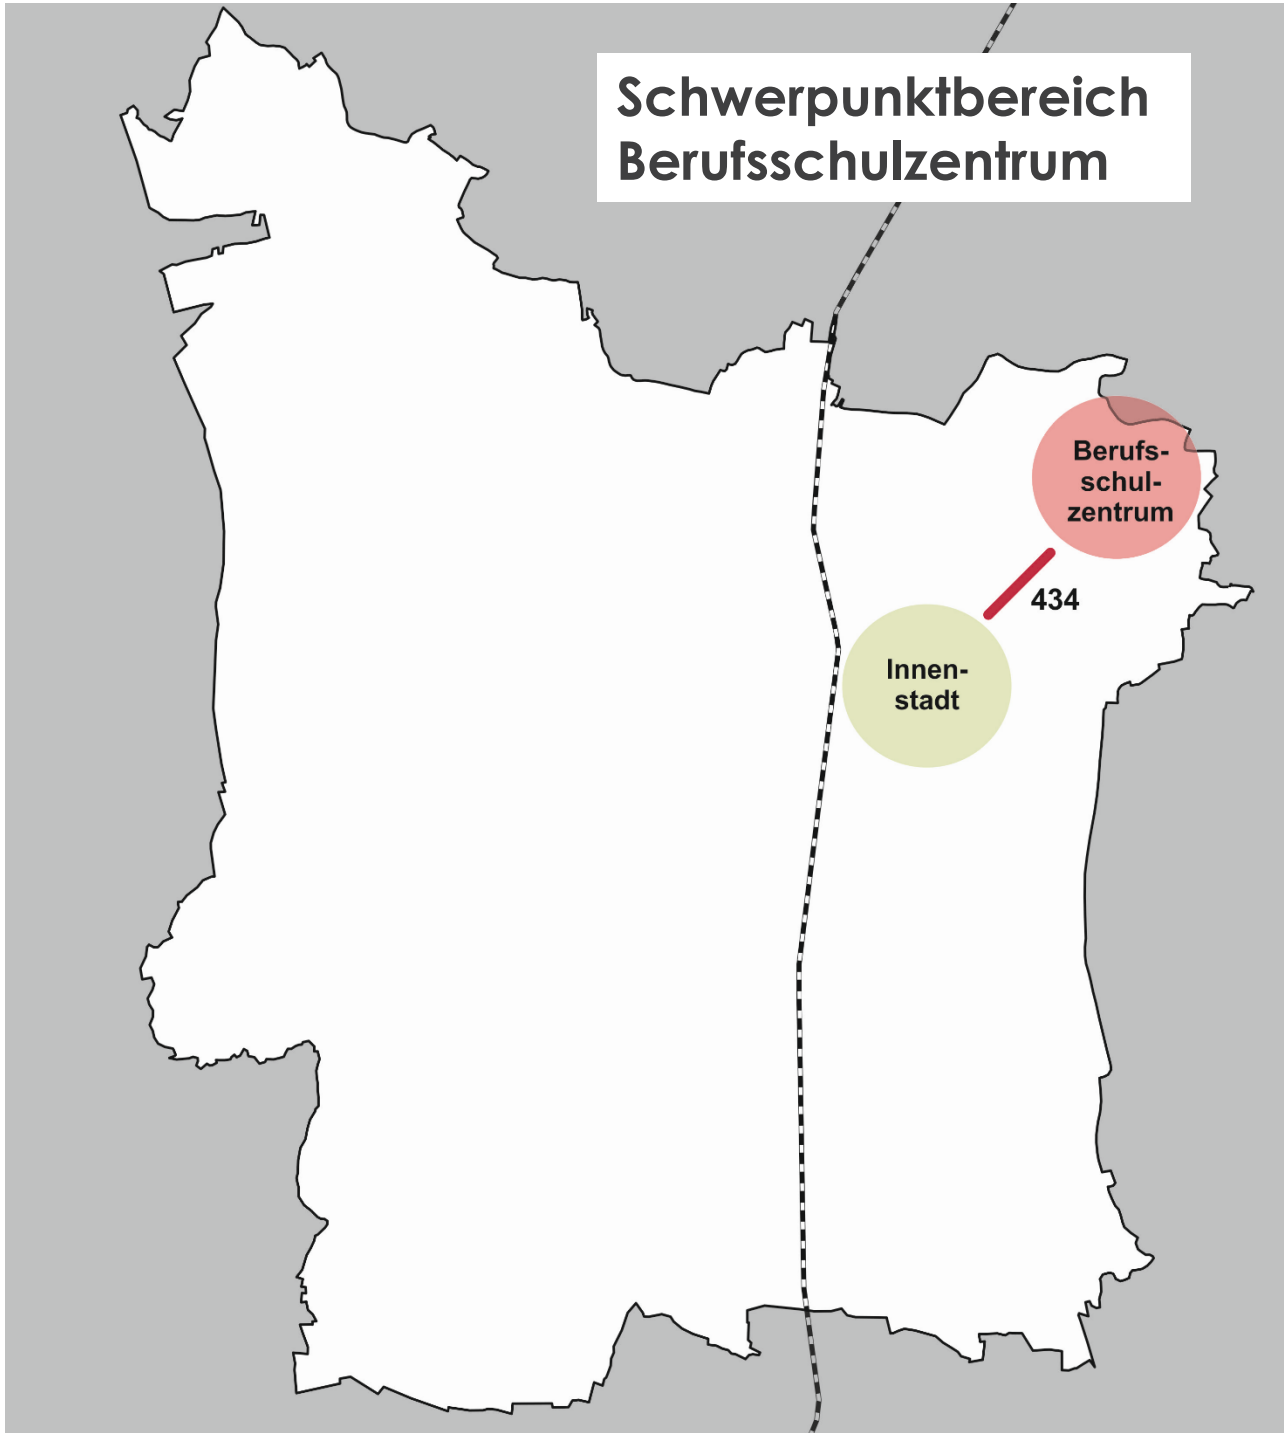 Schwerpunktbereich
Berufsschulzentrum
Berufs-
schul-
zentrum
434
Innen-
stadt